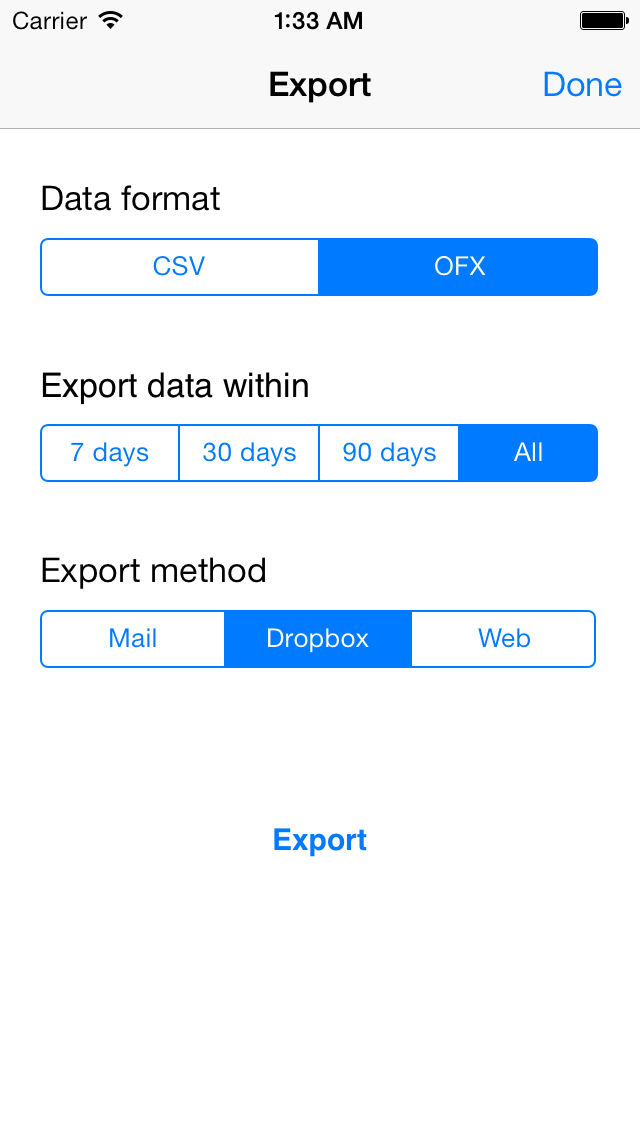 Carrier 1:33 AM
Export Done
Data format
CSV OFX
Export data within
7 days 30 days 90 days All
Export method
Mail Dropbox Web
Export